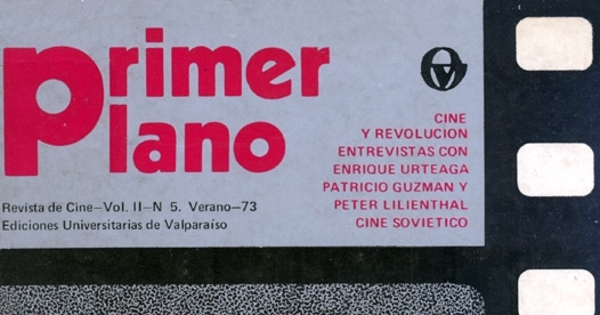 primer
plano
CINE
Y REVOLUCION
ENTREVISTAS CON
ENRIQUE URTEAGA
PATRICIO GUZMAN Y
PETER LILIENTHAL
CINE SOVIETICO
Revista de Cine—Vol. II—N 5. Verano—73
Ediciones Universitarias de Valparaíso